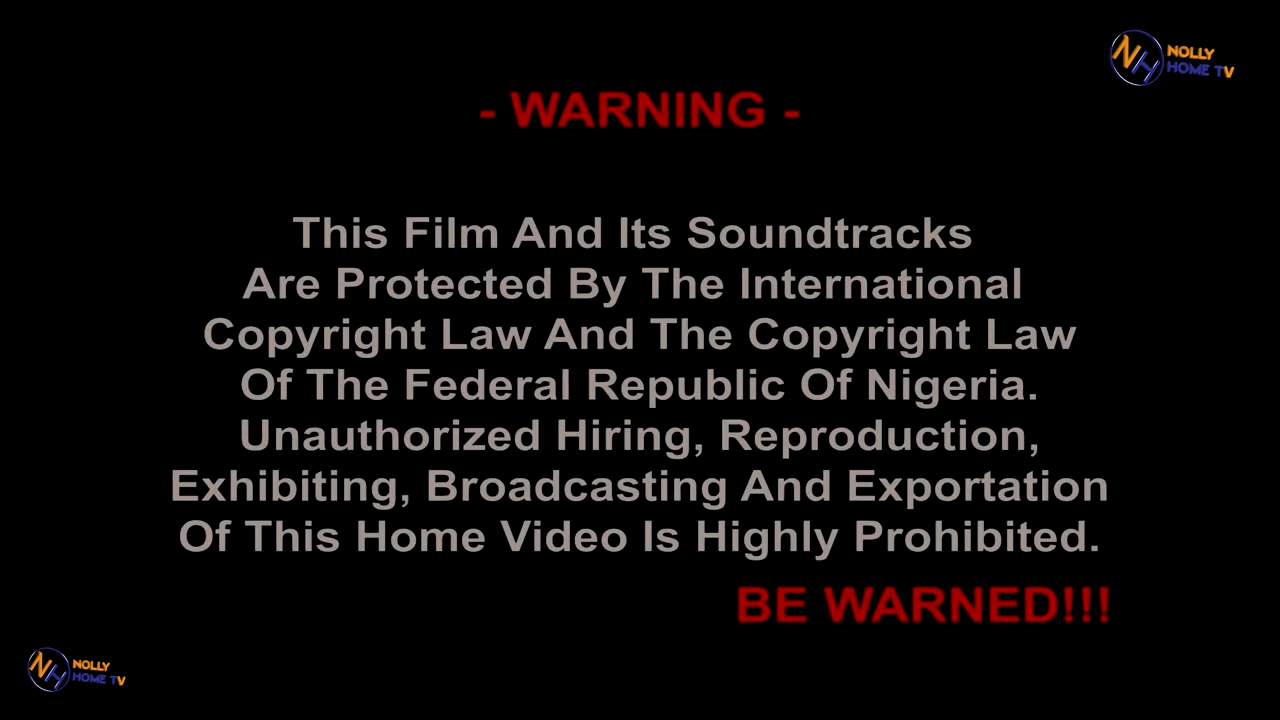 NH NOLLY
HOME TV
- WARNING -
This Film And Its Soundtracks
Are Protected By The International
Copyright Law And The Copyright Law
Of The Federal Republic Of Nigeria.
Unauthorized Hiring, Reproduction,
Exhibiting, Broadcasting And Exportation
Of This Home Video Is Highly Prohibited.
BE WARNED!!!
NH NOLLY
HOME TV